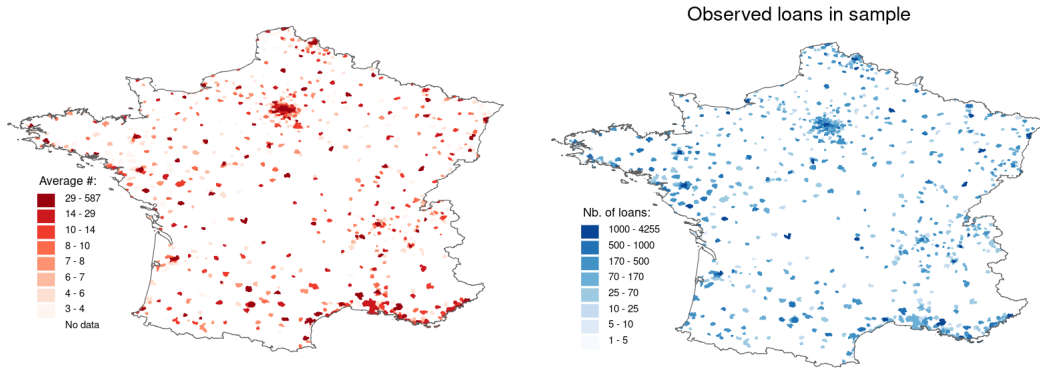 Observed loans in sample
Average #:
29 - 587
14 - 29
10 - 14
8 - 10
7 - 8
6 - 7
4 - 6
3 - 4
No data
Nb. of loans:
1000 - 4255
500 - 1000
170 - 500
70 - 170
25 - 70
10 - 25
5 - 10
1 - 5